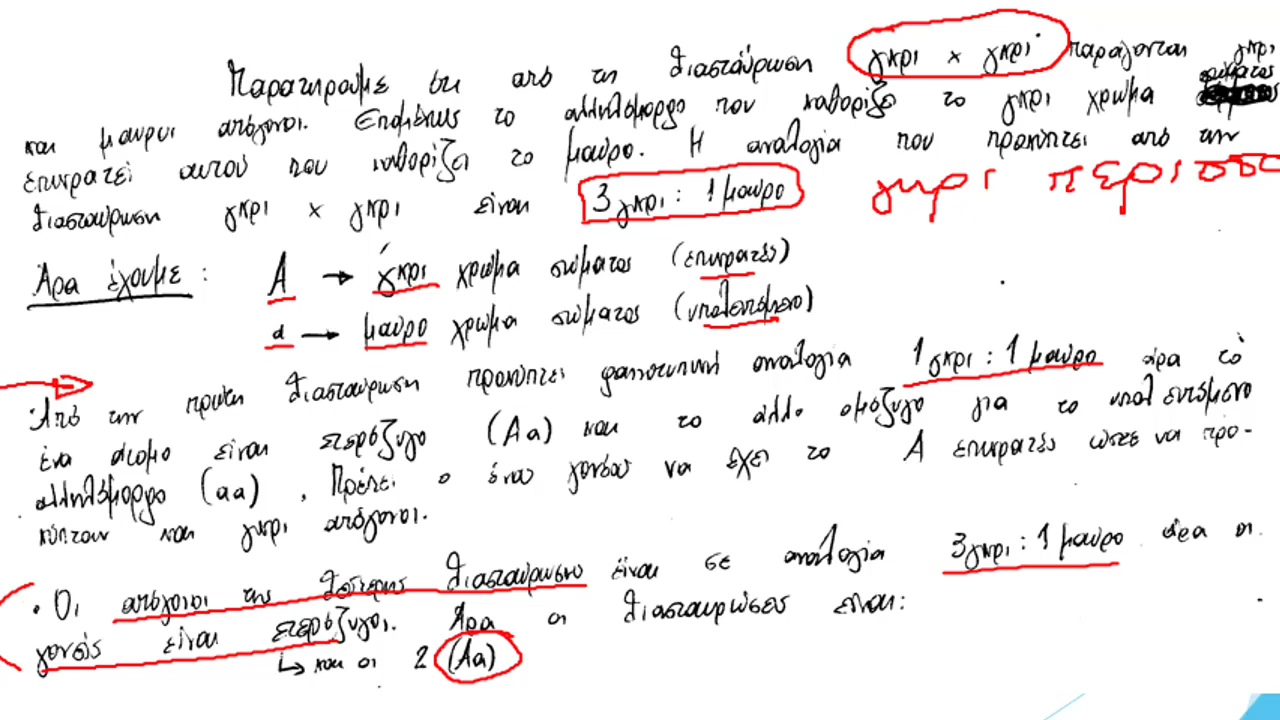 Παρατηρούμε ότι από τη διασταύρωση γκρι x γκρι παράγονται γκρι
και μαύροι απόγονοι. Επομένως το αλληλόμορφο που καθορίζει το γκρι χρώμα σώματος
επικρατεί αυτού που καθορίζει το μαύρο. Η αναλογία που προκύπτει από την
διασταύρωση γκρι x γκρι είναι 3 γκρι : 1 μαύρο
γκρι περισσο
Άρα έχουμε : Α → γκρι χρώμα σώματος (επικρατές)
α → μαύρο χρώμα σώματος (υπολειπόμενο)
Από την πρώτη διασταύρωση προκύπτει φαινοτυπική αναλογία 1 γκρι : 1 μαύρο άρα το
ένα άτομο είναι ετερόζυγο (Αα) και το άλλο ομόζυγο για το υπολειπόμενο
αλληλόμορφο (αα) . Πρέπει ο ένας γονέας να έχει το Α επικρατές ώστε να προ-
κύπτουν και γκρι απόγονοι.
• Οι απόγονοι της δεύτερης διασταύρωσης είναι σε αναλογία 3 γκρι : 1 μαύρο άρα οι
γονείς είναι ετερόζυγοι. Άρα οι διασταυρώσεις είναι:
↳ και οι 2 (Αα)